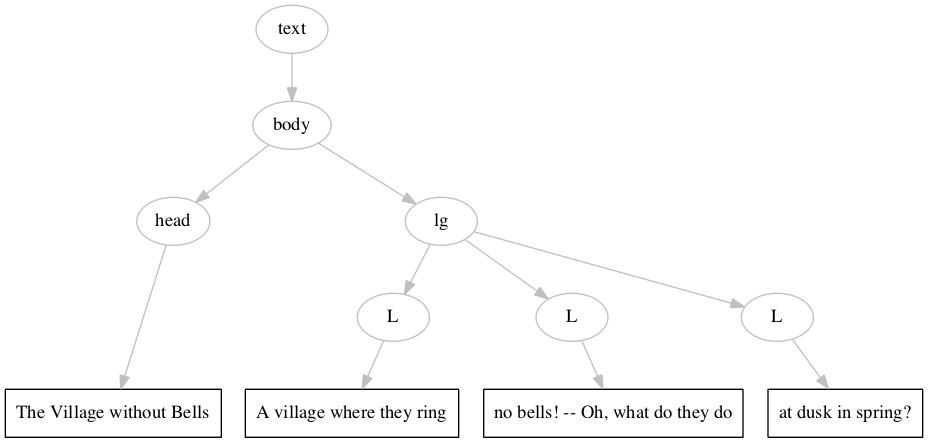 text
body
head
lg
L
L
L
The Village without Bells
A village where they ring
no bells! -- Oh, what do they do
at dusk in spring?